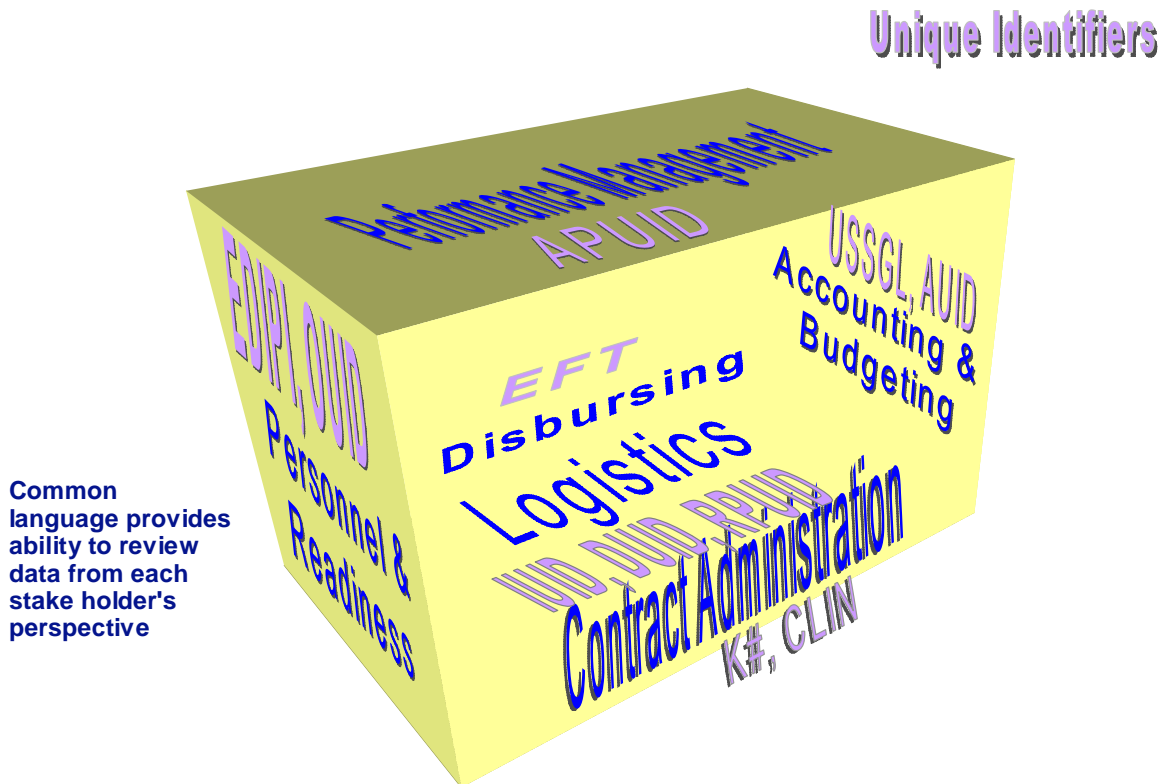 Unique Identifiers
Performance Management
APUID
EDIPI, OUID
Personnel &
Readiness
USSGL, AUID
Accounting &
Budgeting
EFT
Disbursing
Logistics
IUID, DUID, RPUID
Contract Administration
K#, CLIN
Common
language provides
ability to review
data from each
stake holder's
perspective